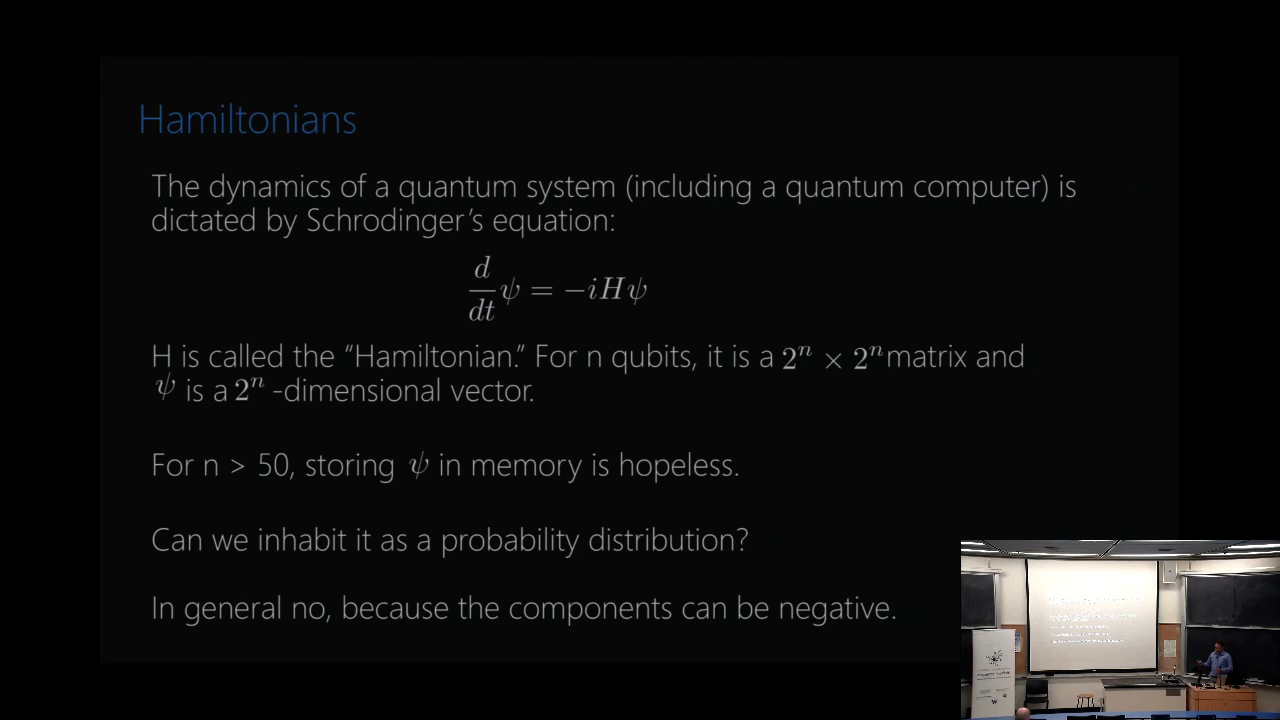 Hamiltonians
The dynamics of a quantum system (including a quantum computer) is
dictated by Schrodinger’s equation:
d/dt ψ = −iHψ
H is called the “Hamiltonian.” For n qubits, it is a 2ⁿ × 2ⁿ matrix and
ψ is a 2ⁿ -dimensional vector.
For n > 50, storing ψ in memory is hopeless.
Can we inhabit it as a probability distribution?
In general no, because the components can be negative.